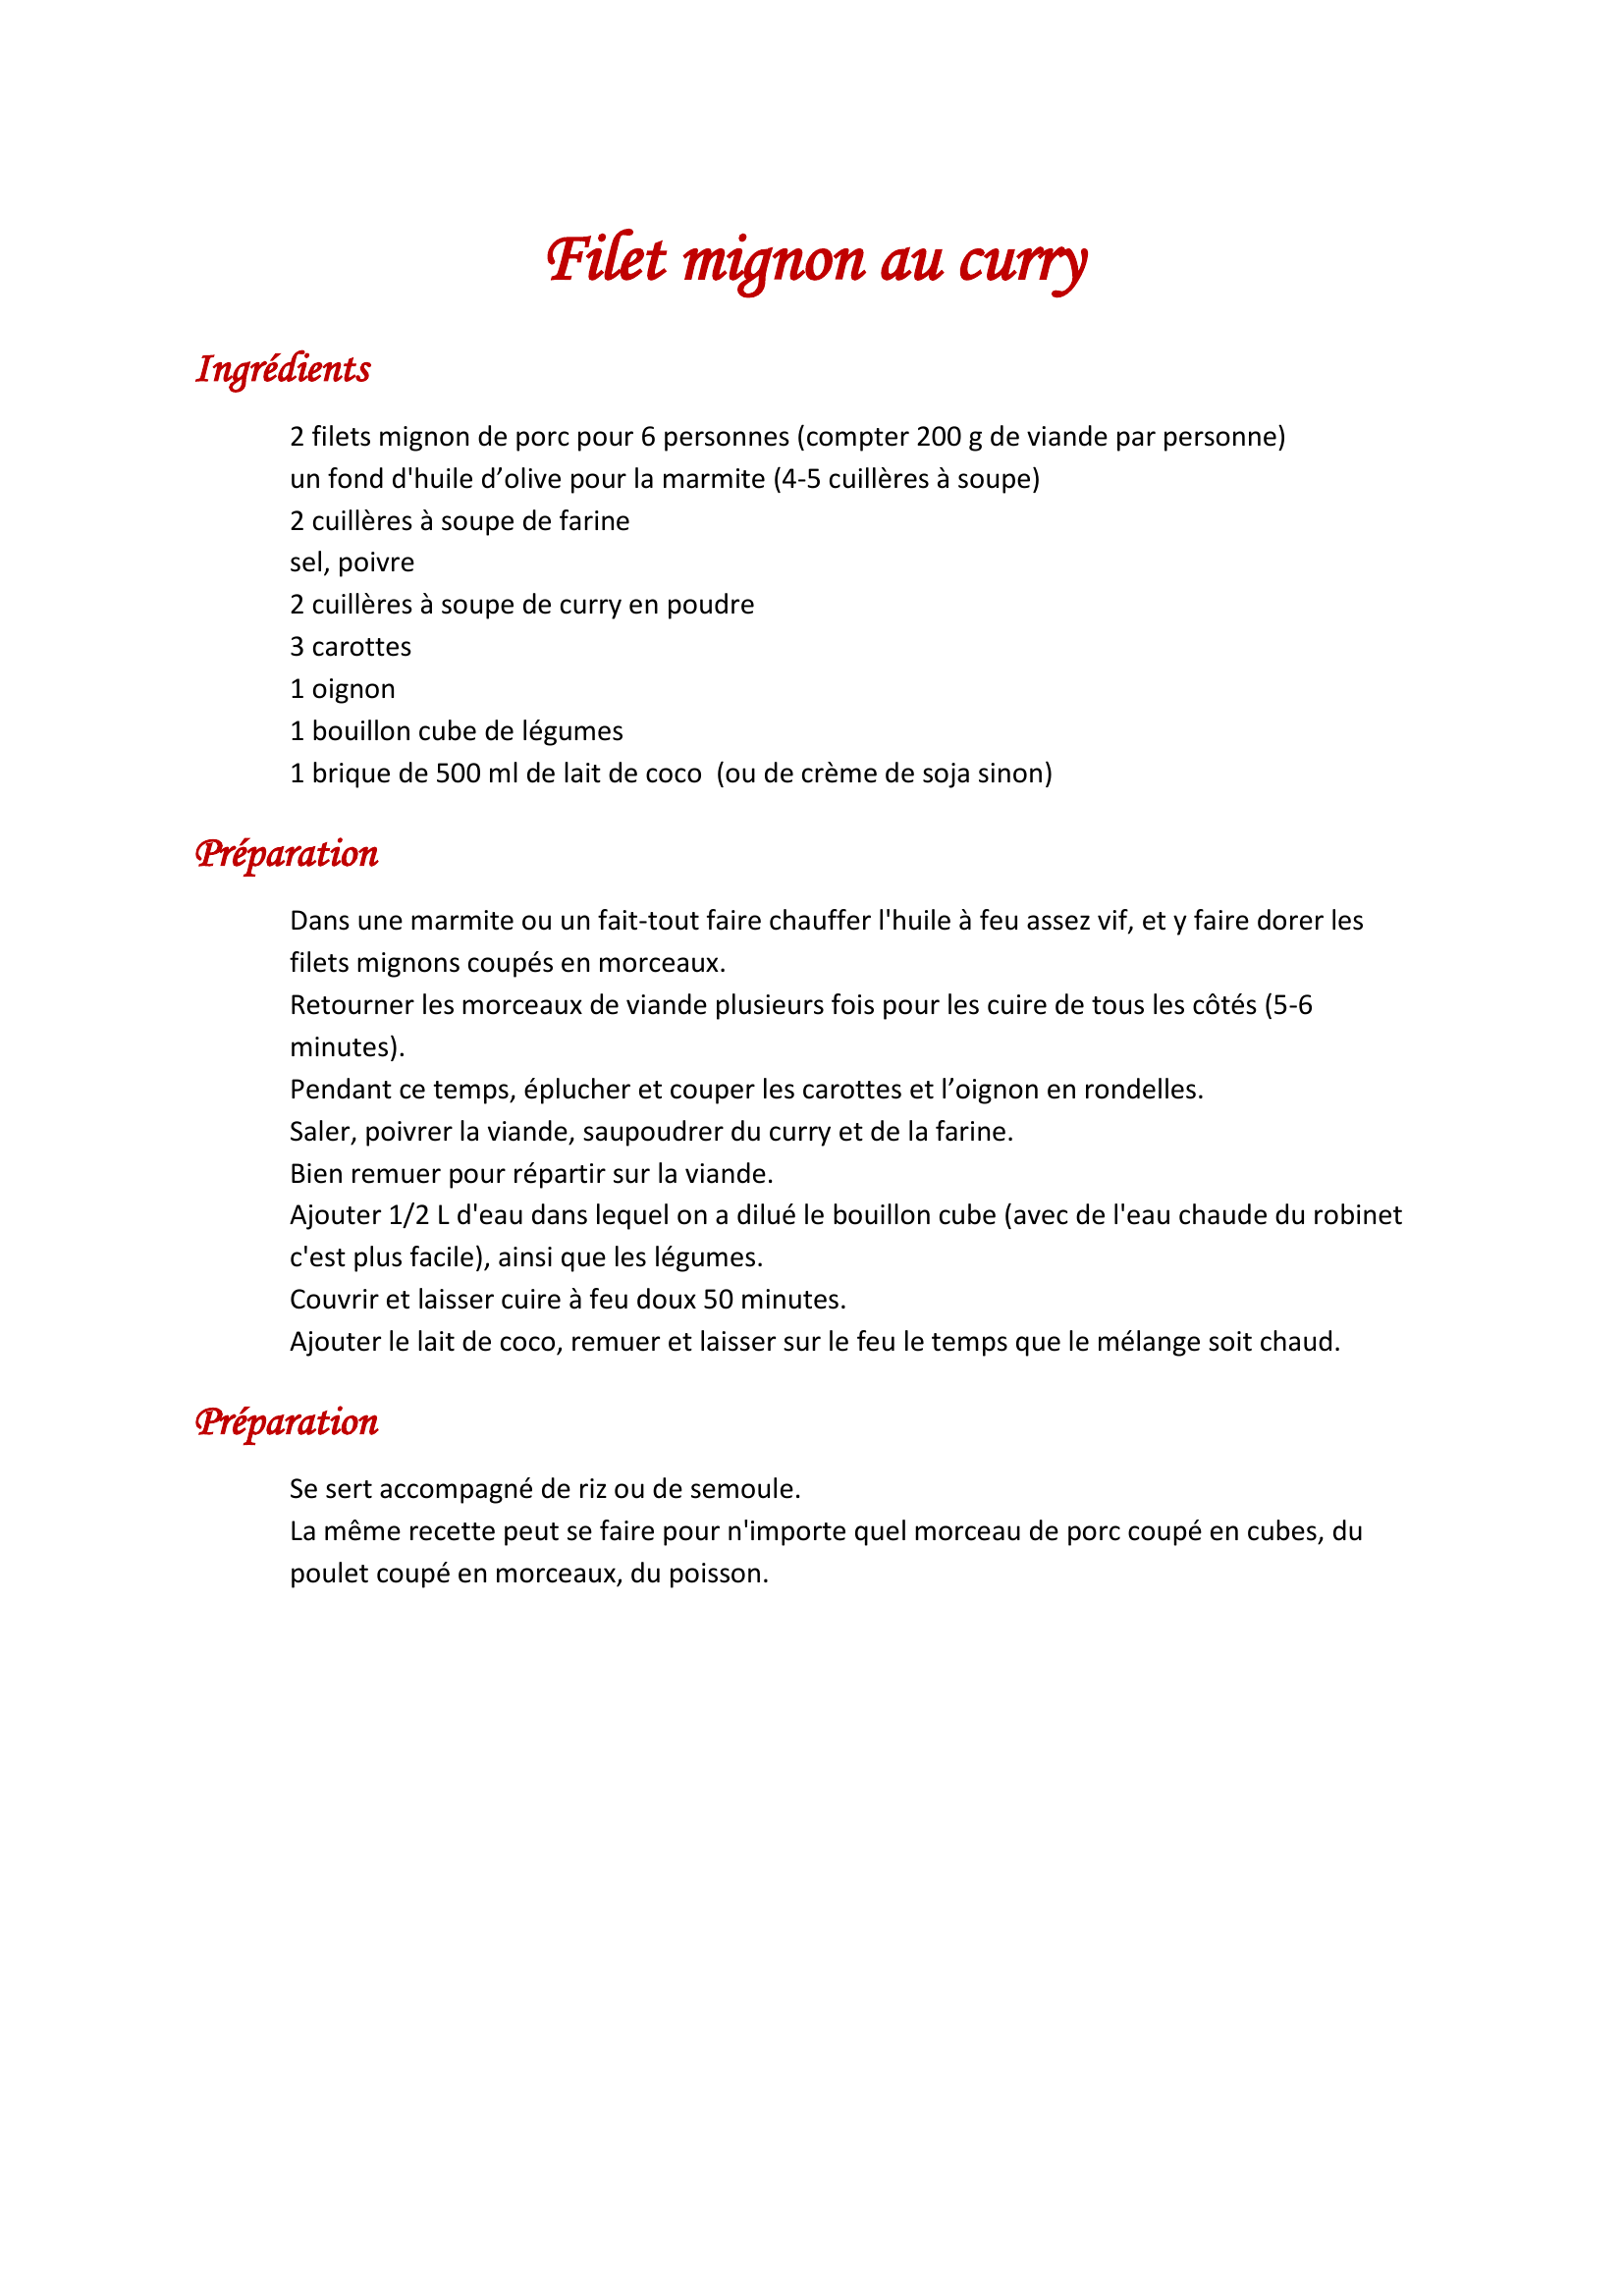 Filet mignon au curry
Ingrédients
2 filets mignon de porc pour 6 personnes (compter 200 g de viande par personne)
un fond d'huile d’olive pour la marmite (4-5 cuillères à soupe)
2 cuillères à soupe de farine
sel, poivre
2 cuillères à soupe de curry en poudre
3 carottes
1 oignon
1 bouillon cube de légumes
1 brique de 500 ml de lait de coco  (ou de crème de soja sinon)
Préparation
Dans une marmite ou un fait-tout faire chauffer l'huile à feu assez vif, et y faire dorer les
filets mignons coupés en morceaux.
Retourner les morceaux de viande plusieurs fois pour les cuire de tous les côtés (5-6
minutes).
Pendant ce temps, éplucher et couper les carottes et l’oignon en rondelles.
Saler, poivrer la viande, saupoudrer du curry et de la farine.
Bien remuer pour répartir sur la viande.
Ajouter 1/2 L d'eau dans lequel on a dilué le bouillon cube (avec de l'eau chaude du robinet
c'est plus facile), ainsi que les légumes.
Couvrir et laisser cuire à feu doux 50 minutes.
Ajouter le lait de coco, remuer et laisser sur le feu le temps que le mélange soit chaud.
Préparation
Se sert accompagné de riz ou de semoule.
La même recette peut se faire pour n'importe quel morceau de porc coupé en cubes, du
poulet coupé en morceaux, du poisson.